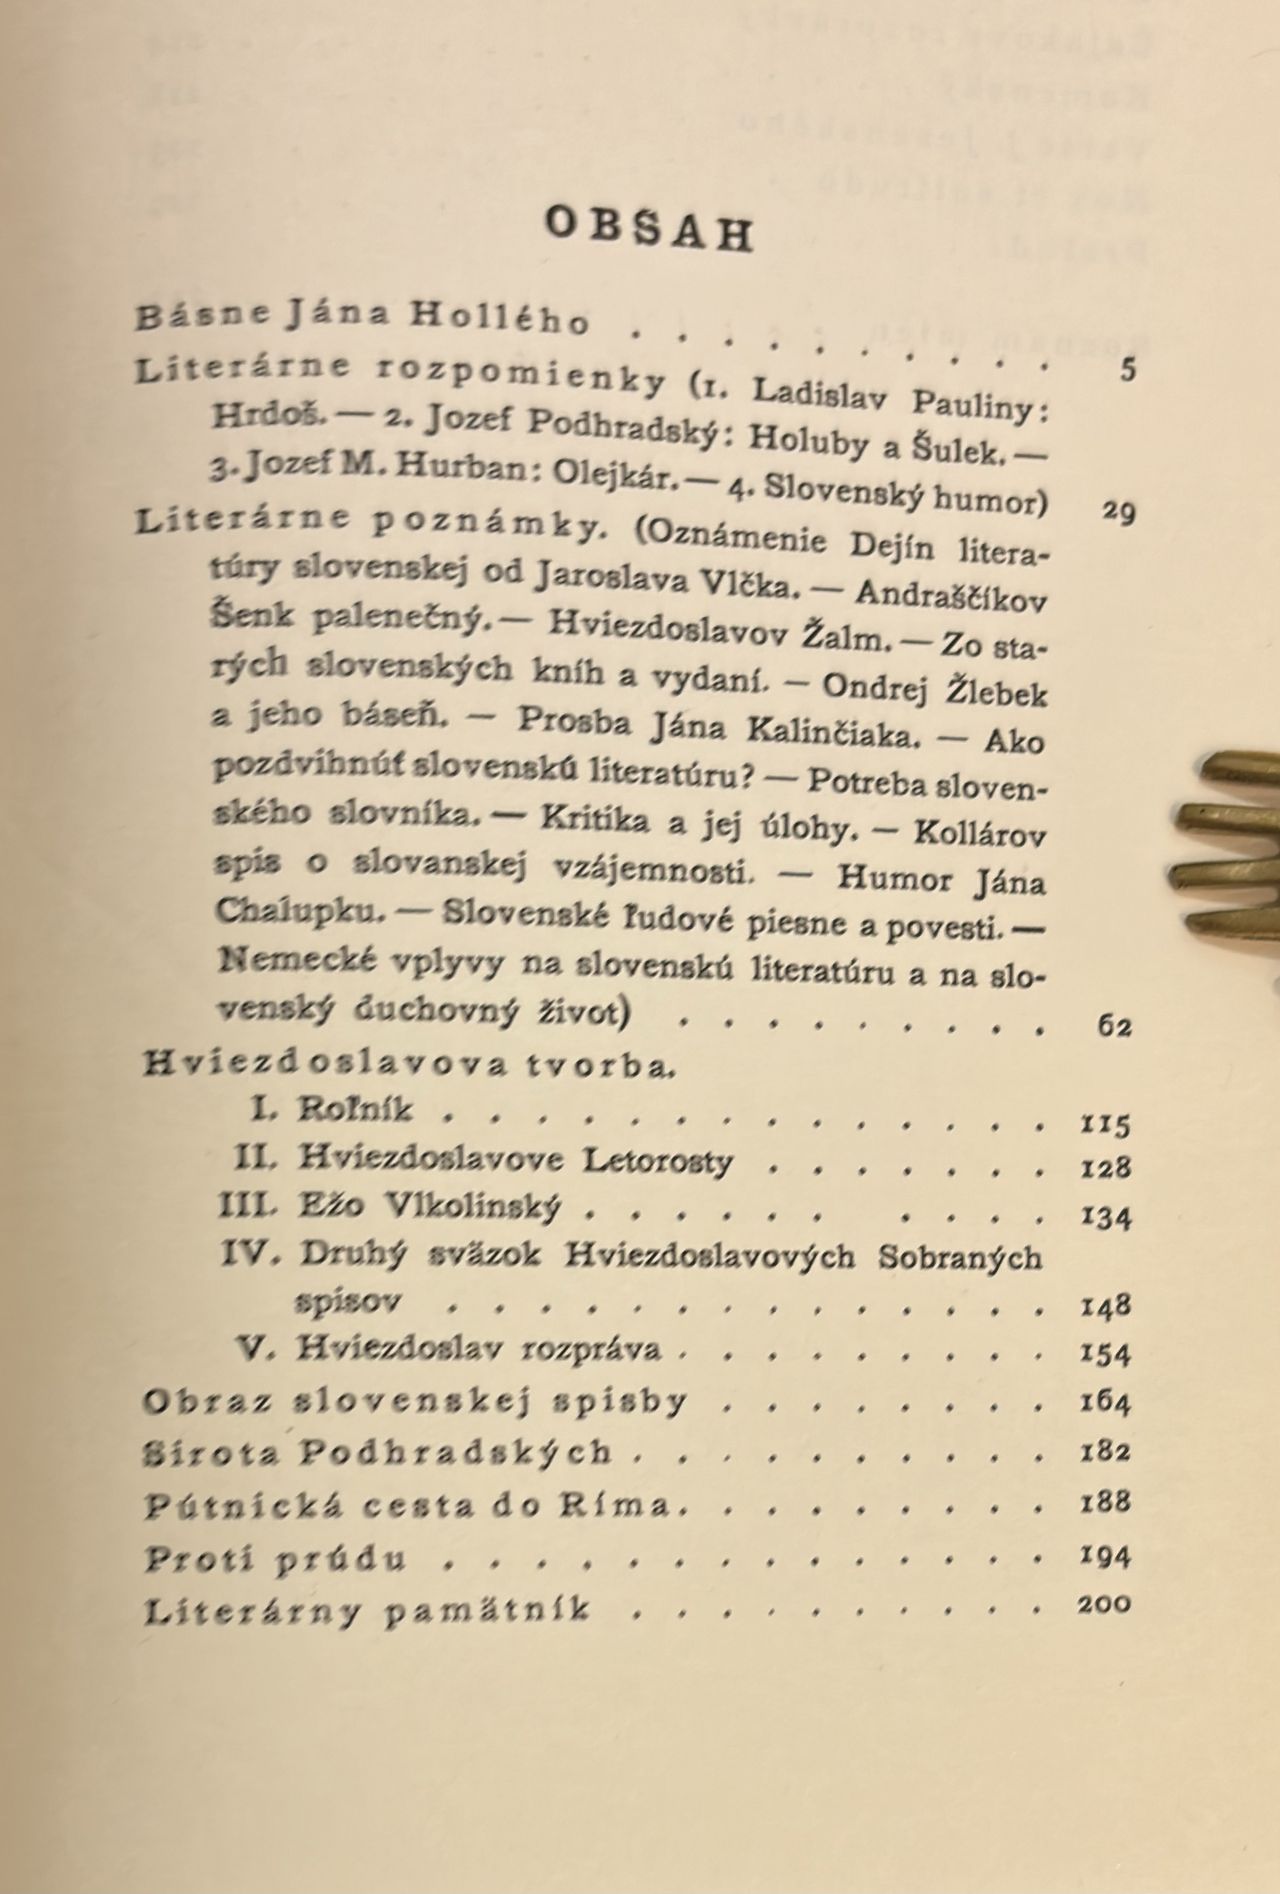 OBSAH
Básne Jána Hollého . . . . . . . . . . 5
Literárne rozpomienky (1. Ladislav Pauliny:
Hrdoš. — 2. Jozef Podhradský: Holuby a Šulek. —
3. Jozef M. Hurban: Olejkár. — 4. Slovenský humor) 29
Literárne poznámky. (Oznámenie Dejín litera-
túry slovenskej od Jaroslava Vlčka. — Andraščíkov
Šenk palenečný. — Hviezdoslavov Žalm. — Zo sta-
rých slovenských kníh a vydaní. — Ondrej Žlebek
a jeho báseň. — Prosba Jána Kalinčiaka. — Ako
pozdvihnúť slovenskú literatúru? — Potreba sloven-
ského slovníka. — Kritika a jej úlohy. — Kollárov
spis o slovanskej vzájemnosti. — Humor Jána
Chalupku. — Slovenské ľudové piesne a povesti. —
Nemecké vplyvy na slovenskú literatúru a na slo-
venský duchovný život) . . . . . . . . . 62
Hviezdoslavova tvorba.
I. Roľník . . . . . . . . . . . . . . 115
II. Hviezdoslavove Letorosty . . . . . . . 128
III. Ežo Vlkolinský . . . . . . . . . . 134
IV. Druhý sväzok Hviezdoslavových Sobraných
spisov . . . . . . . . . . . . . . 148
V. Hviezdoslav rozpráva . . . . . . . . . 154
Obraz slovenskej spisby . . . . . . . . 164
Sirota Podhradských . . . . . . . . . . 182
Pútnická cesta do Ríma . . . . . . . . . 188
Proti prúdu . . . . . . . . . . . . . . 194
Literárny pamätník . . . . . . . . . . 200